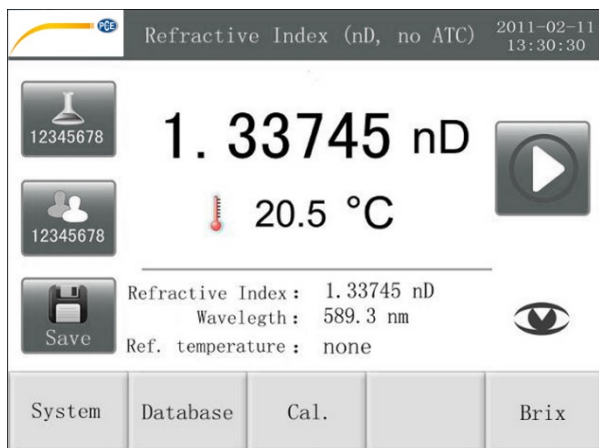 PCE
Refractive Index (nD, no ATC)
2011-02-11
13:30:30
12345678
1.33745 nD
12345678
20.5 °C
Save
Refractive Index: 1.33745 nD
Wavelegth: 589.3 nm
Ref. temperature: none
System
Database
Cal.
Brix